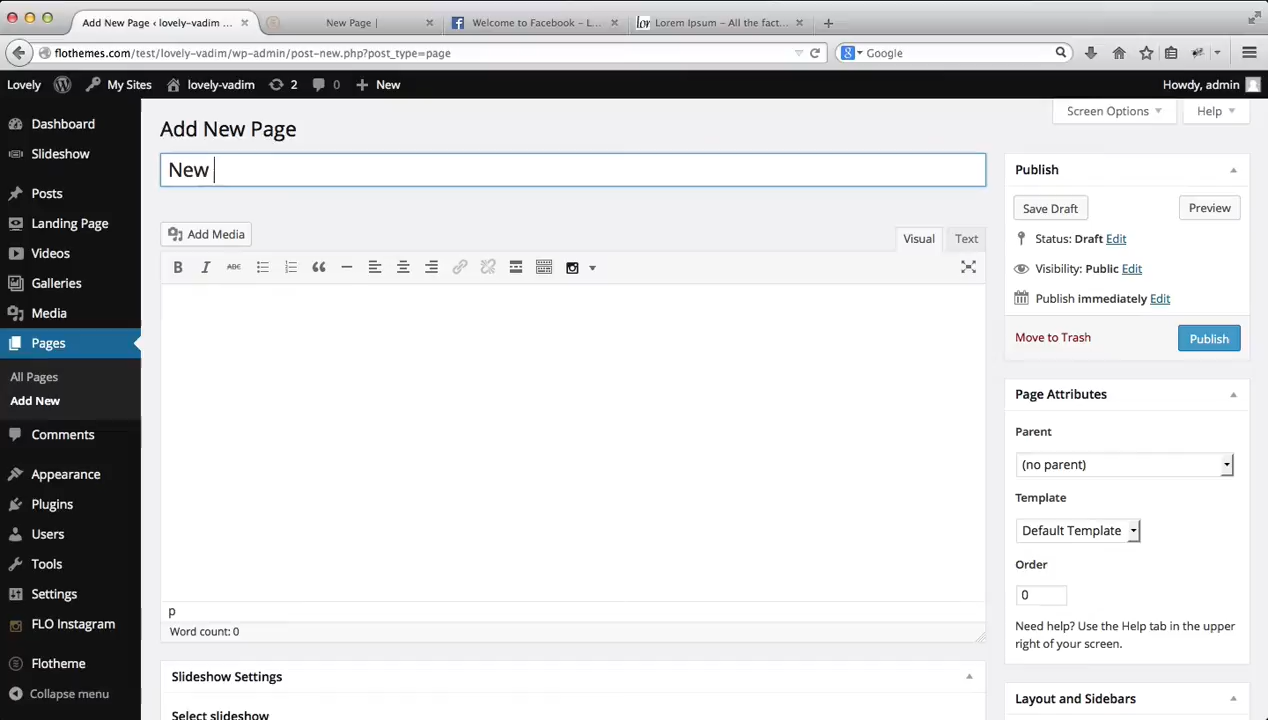 Add New Page ‹ lovely-vadim ...
New Page |
Welcome to Facebook – L...
lor Lorem Ipsum – All the fact...
flothemes.com/test/lovely-vadim/wp-admin/post-new.php?post_type=page
Google
Lovely
My Sites
lovely-vadim
2
0
New
Howdy, admin
Screen Options
Help
Dashboard
Slideshow
Posts
Landing Page
Videos
Galleries
Media
Pages
All Pages
Add New
Comments
Appearance
Plugins
Users
Tools
Settings
FLO Instagram
Flotheme
Collapse menu
Add New Page
New
Add Media
Visual
Text
B I ABC
p
Word count: 0
Slideshow Settings
Select slideshow
Publish
Save Draft
Preview
Status: Draft Edit
Visibility: Public Edit
Publish immediately Edit
Move to Trash
Publish
Page Attributes
Parent
(no parent)
Template
Default Template
Order
0
Need help? Use the Help tab in the upper
right of your screen.
Layout and Sidebars